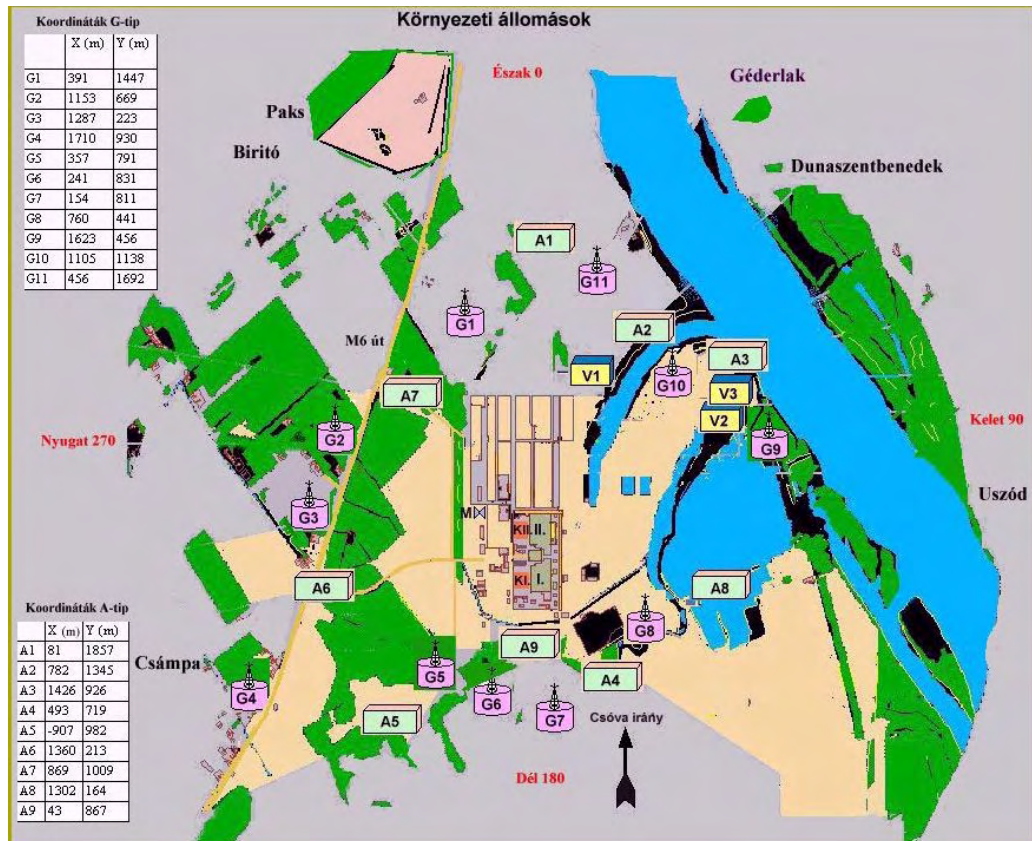 Környezeti állomások
Koordináták G-tip
X (m) Y (m)
G1 391 1447
G2 1153 669
G3 1287 223
G4 1710 930
G5 357 791
G6 241 831
G7 154 811
G8 760 441
G9 1623 456
G10 1105 1138
G11 456 1692
Észak 0
Géderlak
Paks
Biritó
Dunaszentbenedek
A1
G11
G1
A2
M6 út
A3
V1
G10
A7
V3
V2
Nyugat 270
G2
G9
Kelet 90
Uszód
G3
M
KII. II.
KI. I.
A6
A8
Koordináták A-tip
X (m) Y (m)
A1 81 1857
A2 782 1345
A3 1426 926
A4 493 719
A5 -907 982
A6 1360 213
A7 869 1009
A8 1302 164
A9 43 867
G8
A9
Csámpa
G5
A4
G4
G6
G7
A5
Csóva irány
Dél 180